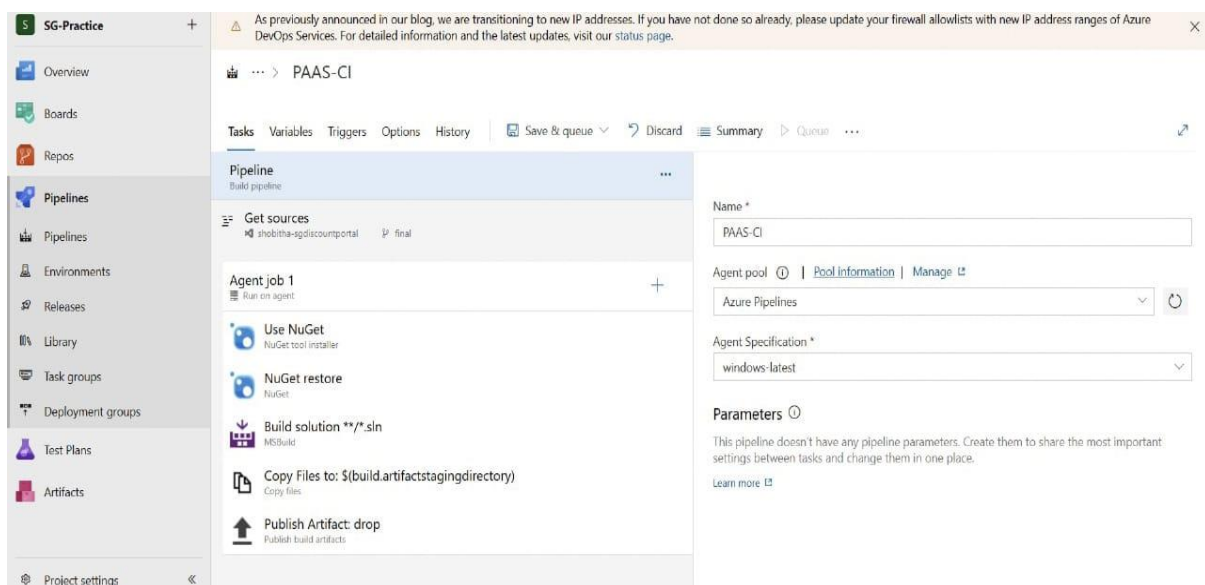 S SG-Practice +
As previously announced in our blog, we are transitioning to new IP addresses. If you have not done so already, please update your firewall allowlists with new IP address ranges of Azure
DevOps Services. For detailed information and the latest updates, visit our status page.
Overview
Boards
Repos
Pipelines
Pipelines
Environments
Releases
Library
Task groups
Deployment groups
Test Plans
Artifacts
Project settings «
··· > PAAS-CI
Tasks Variables Triggers Options History Save & queue Discard Summary Queue ···
Pipeline ···
Build pipeline
Get sources
shobitha-sgdiscountportal final
Agent job 1 +
Run on agent
Use NuGet
NuGet tool installer
NuGet restore
NuGet
Build solution **/*.sln
MSBuild
Copy Files to: $(build.artifactstagingdirectory)
Copy files
Publish Artifact: drop
Publish build artifacts
Name *
PAAS-CI
Agent pool | Pool information | Manage
Azure Pipelines
Agent Specification *
windows-latest
Parameters
This pipeline doesn't have any pipeline parameters. Create them to share the most important
settings between tasks and change them in one place.
Learn more